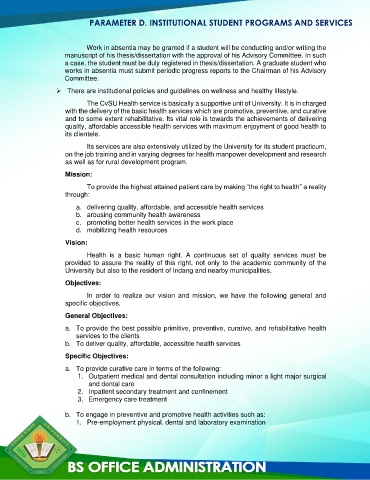 PARAMETER D. INSTITUTIONAL STUDENT PROGRAMS AND SERVICES
Work in absentia may be granted if a student will be conducting and/or writing the
manuscript of his thesis/dissertation with the approval of his Advisory Committee. In such
a case, the student must be duly registered in thesis/dissertation. A graduate student who
works in absentia must submit periodic progress reports to the Chairman of his Advisory
Committee.
➢ There are institutional policies and guidelines on wellness and healthy lifestyle.
The CvSU Health Service is basically a supportive unit of University. It is in charged
with the delivery of the basic health services which are promotive, preventive, and curative
and to some extent rehabilitative. Its vital role is towards the achievements of delivering
quality, affordable accessible health services with maximum enjoyment of good health to
its clientele.
Its services are also extensively utilized by the University for its student practicum,
on the job training and in varying degrees for health manpower development and research
as well as for rural development program.
Mission:
To provide the highest attained patient care by making "the right to health" a reality
through:
a. delivering quality, affordable, and accessible health services
b. arousing community health awareness
c. promoting better health services in the work place
d. mobilizing health resources
Vision:
Health is a basic human right. A continuous set of quality services must be
provided to assure the reality of this right, not only to the academic community of the
University but also to the resident of Indang and nearby municipalities.
Objectives:
In order to realize our vision and mission, we have the following general and
specific objectives.
General Objectives:
a. To provide the best possible primitive, preventive, curative, and rehabilitative health
services to the clients
b. To deliver quality, affordable, accessible health services
Specific Objectives:
a. To provide curative care in terms of the following:
1. Outpatient medical and dental consultation including minor a light major surgical
and dental care
2. Inpatient secondary treatment and confinement
3. Emergency care treatment
b. To engage in preventive and promotive health activities such as:
1. Pre-employment physical, dental and laboratory examination
BS OFFICE ADMINISTRATION